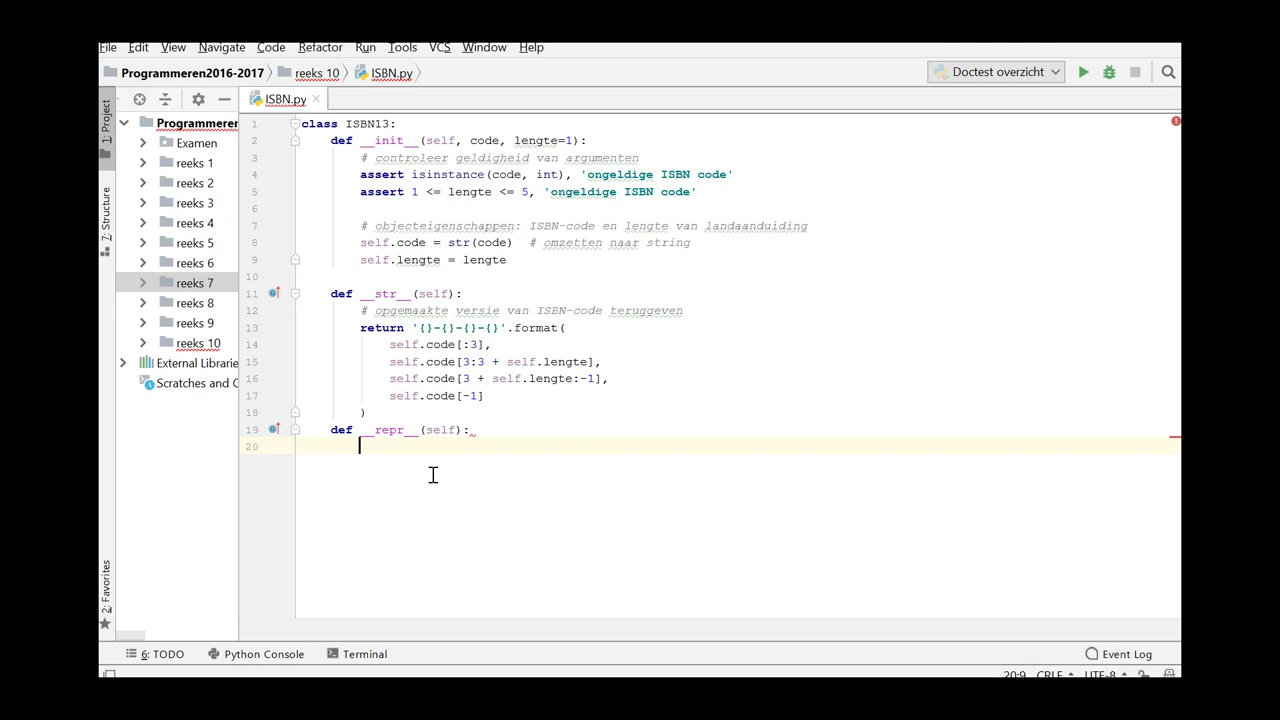 File Edit View Navigate Code Refactor Run Tools VCS Window Help
Programmeren2016-2017 reeks 10 ISBN.py Doctest overzicht
1: Project
7: Structure
2: Favorites
Programmeren
Examen
reeks 1
reeks 2
reeks 3
reeks 4
reeks 5
reeks 6
reeks 7
reeks 8
reeks 9
reeks 10
External Librarie
Scratches and
ISBN.py
1 class ISBN13:
2 def __init__(self, code, lengte=1):
3 # controleer geldigheid van argumenten
4 assert isinstance(code, int), 'ongeldige ISBN code'
5 assert 1 <= lengte <= 5, 'ongeldige ISBN code'
6
7 # objecteigenschappen: ISBN-code en lengte van landaanduiding
8 self.code = str(code) # omzetten naar string
9 self.lengte = lengte
10
11 def __str__(self):
12 # opgemaakte versie van ISBN-code teruggeven
13 return '{}-{}-{}-{}'.format(
14 self.code[:3],
15 self.code[3:3 + self.lengte],
16 self.code[3 + self.lengte:-1],
17 self.code[-1]
18 )
19 def __repr__(self):
20
6: TODO Python Console Terminal Event Log
20:9 CRLF UTF-8